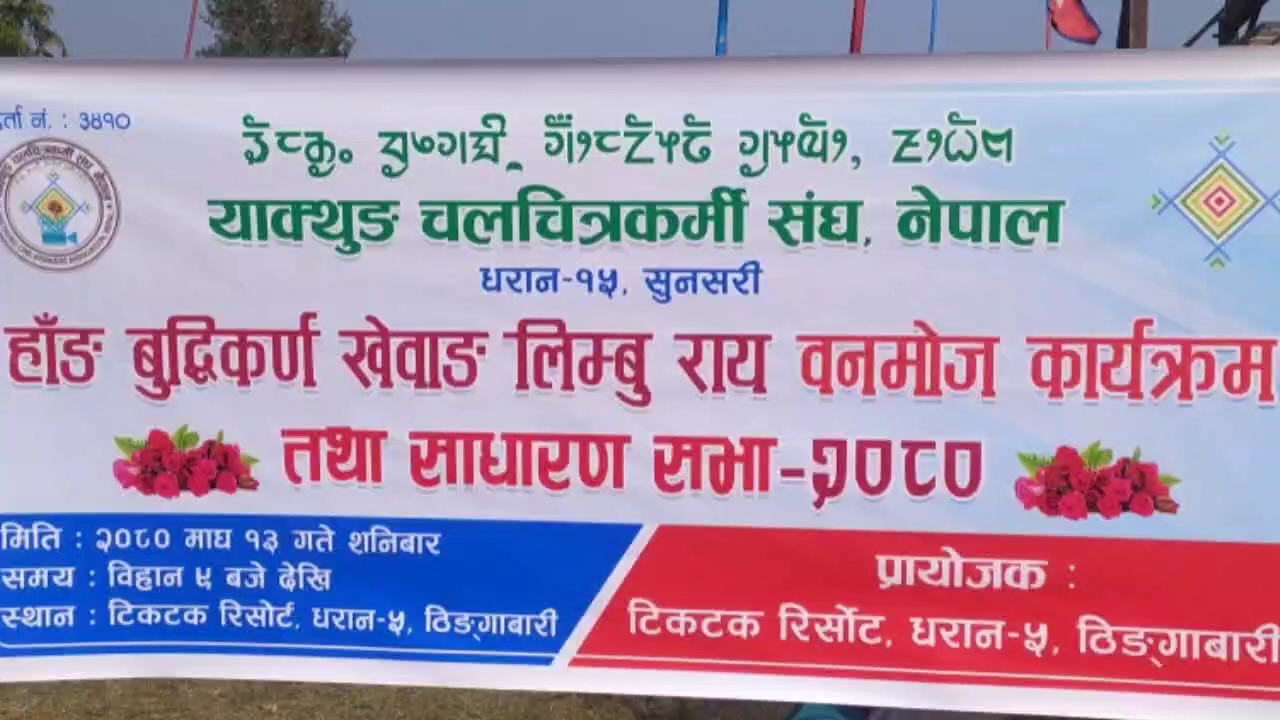 दर्ता नं. : ३४१०
याक्थुङ चलचित्रकर्मी संघ, नेपाल
धरान-१५, सुनसरी
हाँङ बुद्धिकर्ण खेवाङ लिम्बु राय वनमोज कार्यक्रम
तथा साधारण सभा-२०८०
मिति : २०८० माघ १३ गते शनिबार
समय : विहान ९ बजे देखि
स्थान : टिकटक रिसोर्ट, धरान-५, ठिङ्गाबारी
प्रायोजक :
टिकटक रिर्सोट, धरान-५, ठिङ्गाबारी